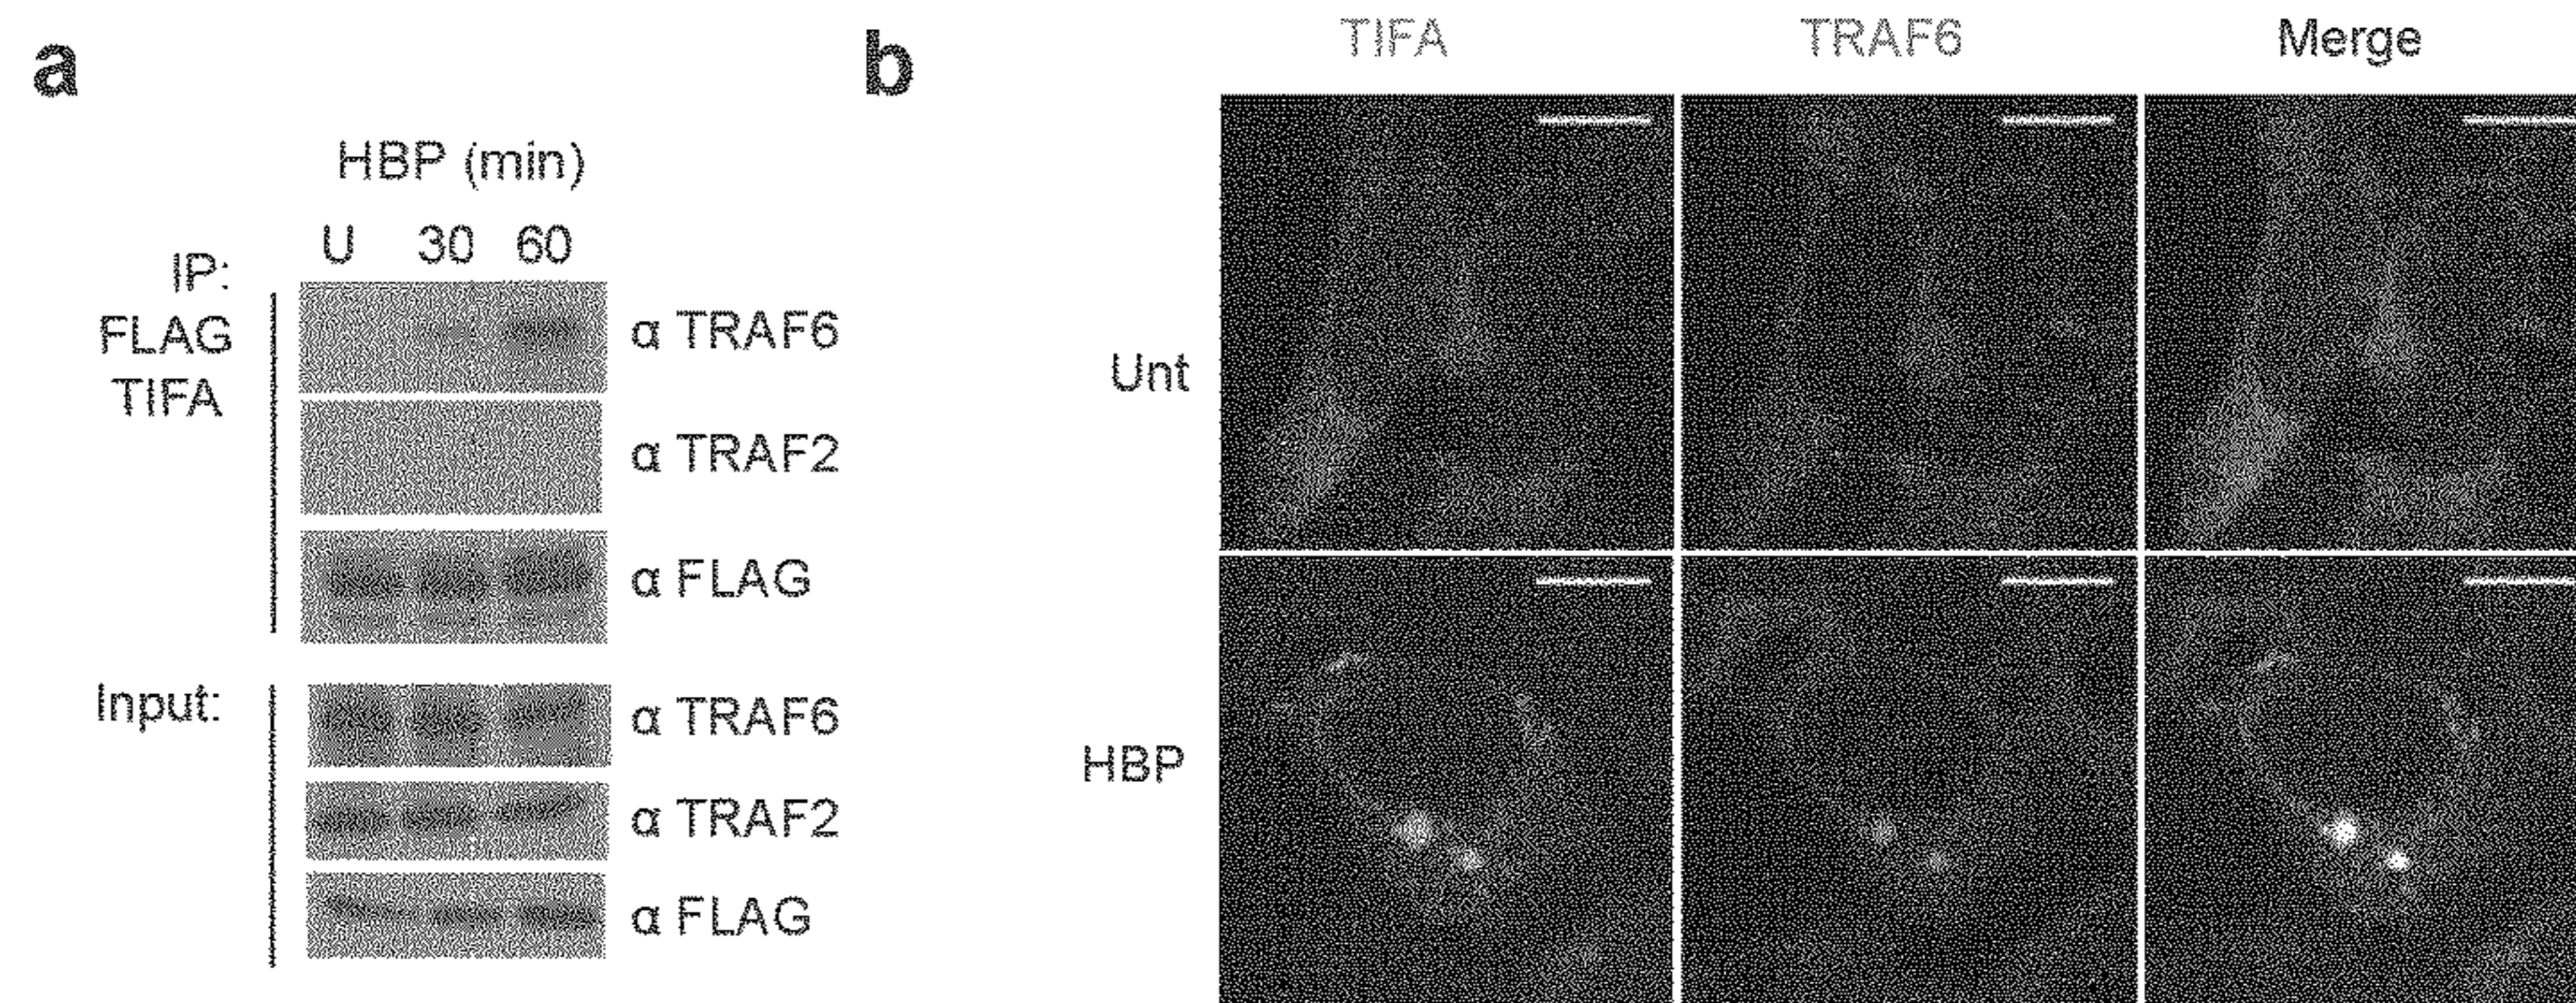 a
HBP (min)
U 30 60
IP:
FLAG
TIFA
α TRAF6
α TRAF2
α FLAG
Input:
α TRAF6
α TRAF2
α FLAG
b
TIFA TRAF6 Merge
Unt
HBP